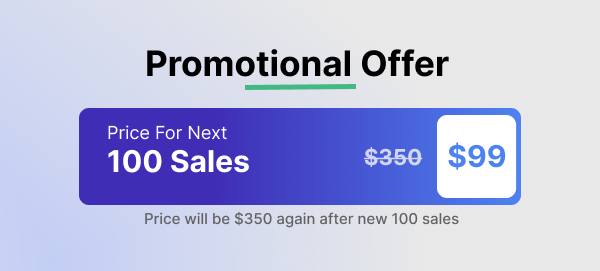 Promotional Offer
Price For Next
100 Sales
$350
$99
Price will be $350 again after new 100 sales